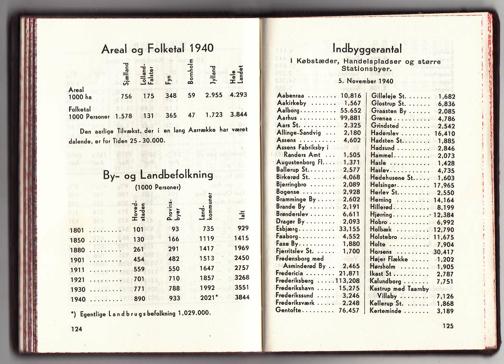 Areal og Folketal 1940
Sjælland Lolland-Falster Fyn Bornholm Jylland Hele Landet
Areal
1000 ha 756 175 348 59 2.955 4.293
Folketal
1000 Personer 1.578 131 365 47 1.723 3.844
Den aarlige Tilvækst, der i en lang Aarrække har været
dalende, er for Tiden 25-30.000.
By- og Landbefolkning
(1000 Personer)
Hoved-staden Provins-byer Land-kommuner Ialt
1801 101 93 735 929
1850 130 166 1119 1415
1880 261 291 1417 1969
1901 454 482 1513 2450
1911 559 550 1647 2757
1921 701 710 1857 3268
1930 771 788 1992 3551
1940 890 933 2021* 3844
*) Egentlige Landbrugsbefolkning 1,029.000.
124
Indbyggerantal
i Købstæder, Handelspladser og større
Stationsbyer.
5. November 1940
Aabenraa 10,816
Aakirkeby 1,567
Aalborg 55,652
Aarhus 99,881
Aars St. 2,325
Allinge-Sandvig 2,180
Assens 4,602
Assens Fabriksby i
Randers Amt 1,505
Augustenborg Fl. 1,371
Ballerup St. 2,577
Birkerød St. 4,068
Bjerringbro 2,089
Bogense 2,928
Bramminge St. 2,602
Brande St. 2,191
Brønderslev 6,611
Dragør St. 2,093
Esbjerg 33,155
Faaborg 4,552
Faxe St. 1,880
Fjerritslev St. 1,700
Fredensborg med
Asminderød By 2,465
Fredericia 21,871
Frederiksberg 113,208
Frederikshavn 15,275
Frederikssund 3,246
Frederiksværk 2,248
Gentofte 76,457
Gilleleje St. 1,682
Glostrup St. 6,836
Graasten By 2,085
Grenaa 4,786
Grindsted 2,542
Haderslev 16,410
Hadsten St. 1,885
Hadsund 2,846
Hammel 2,073
Hasle 1,428
Haslev 4,735
Hedehusene St. 1,603
Helsingør 17,965
Herlev St. 2,550
Herning 14,164
Hillerød 8,199
Hjørring 12,384
Hobro 6,992
Holbæk 12,790
Holstebro 11,675
Holte 7,904
Horsens 30,417
Højer Flække 1,202
Hørsholm 1,905
Ikast St. 2,787
Kalundborg 7,751
Kastrup med Taarnby
Villaby 7,126
Kellerup St. 1,868
Kerteminde 3,189
125